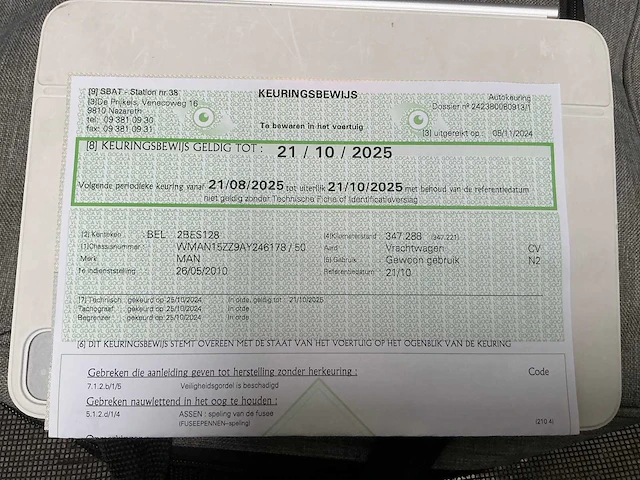 [9] SBAT - Station nr 38
KEURINGSBEWIJS
Autokeuring
[3]De Prijkels, Venecoweg 16
Dossier nº 242380080913/1
9810 Nazareth
tel: 09 381 09 30
fax: 09 381 09 31
Te bewaren in het voertuig
[3] uitgereikt op : 05/11/2024
[8] KEURINGSBEWIJS GELDIG TOT : 21 / 10 / 2025
Volgende periodieke keuring vanaf 21/08/2025 tot uiterlijk 21/10/2025 met behoud van de referentiedatum
niet geldig zonder Technische Fiche of Identificatieverslag
[2] Kenteken : BEL 2BES128
[4]Kilometerstand : 347.288 (347.221)
[1]Chassisnummer : WMAN15ZZ9AY246178 / 50
Aard : Vrachtwagen CV
Merk : MAN
[5] Gebruik : Gewoon gebruik N2
1e indienststelling : 26/05/2010
Referentiedatum : 21/10
[7] Technisch : gekeurd op 25/10/2024 In orde, geldig tot : 21/10/2025
Tachograaf : gekeurd op 25/10/2024 In orde
Begrenzer : gekeurd op 25/10/2024 In orde
[6] DIT KEURINGSBEWIJS STEMT OVEREEN MET DE STAAT VAN HET VOERTUIG OP HET OGENBLIK VAN DE KEURING
Gebreken die aanleiding geven tot herstelling zonder herkeuring : Code
7.1.2.b/1/5 Veiligheidsgordel is beschadigd
Gebreken nauwlettend in het oog te houden :
5.1.2.d/1/4 ASSEN : speling van de fusee
(FUSEEPENNEN-speling) (210 4)